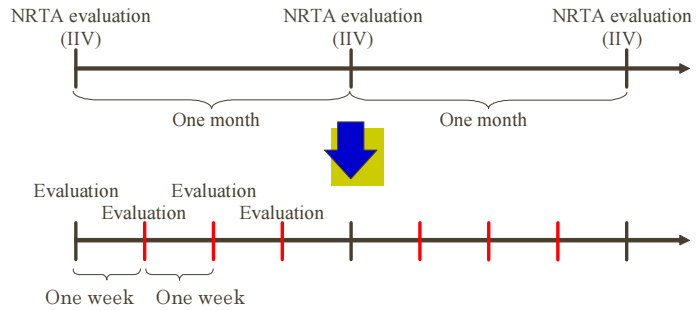 NRTA evaluation
(IIV)
NRTA evaluation
(IIV)
NRTA evaluation
(IIV)
One month
One month
Evaluation
Evaluation
Evaluation
Evaluation
One week
One week